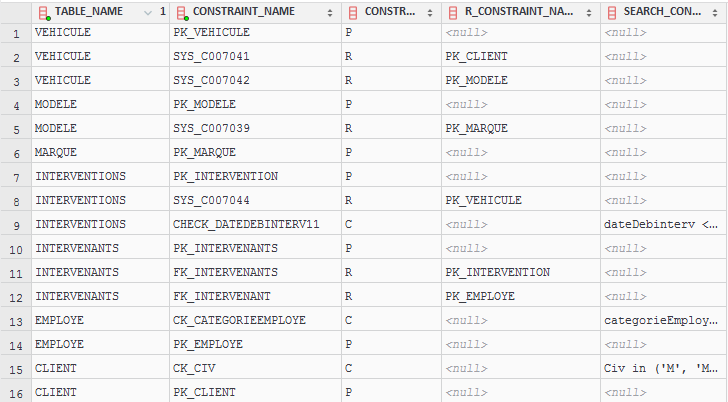 TABLE_NAME 1 CONSTRAINT_NAME CONSTR... R_CONSTRAINT_NA... SEARCH_CON...
1 VEHICULE PK_VEHICULE P <null> <null>
2 VEHICULE SYS_C007041 R PK_CLIENT <null>
3 VEHICULE SYS_C007042 R PK_MODELE <null>
4 MODELE PK_MODELE P <null> <null>
5 MODELE SYS_C007039 R PK_MARQUE <null>
6 MARQUE PK_MARQUE P <null> <null>
7 INTERVENTIONS PK_INTERVENTION P <null> <null>
8 INTERVENTIONS SYS_C007044 R PK_VEHICULE <null>
9 INTERVENTIONS CHECK_DATEDEBINTERV11 C <null> dateDebinterv <...
10 INTERVENANTS PK_INTERVENANTS P <null> <null>
11 INTERVENANTS FK_INTERVENANTS R PK_INTERVENTION <null>
12 INTERVENANTS FK_INTERVENANT R PK_EMPLOYE <null>
13 EMPLOYE CK_CATEGORIEEMPLOYE C <null> categorieEmploy...
14 EMPLOYE PK_EMPLOYE P <null> <null>
15 CLIENT CK_CIV C <null> Civ in ('M', 'M...
16 CLIENT PK_CLIENT P <null> <null>